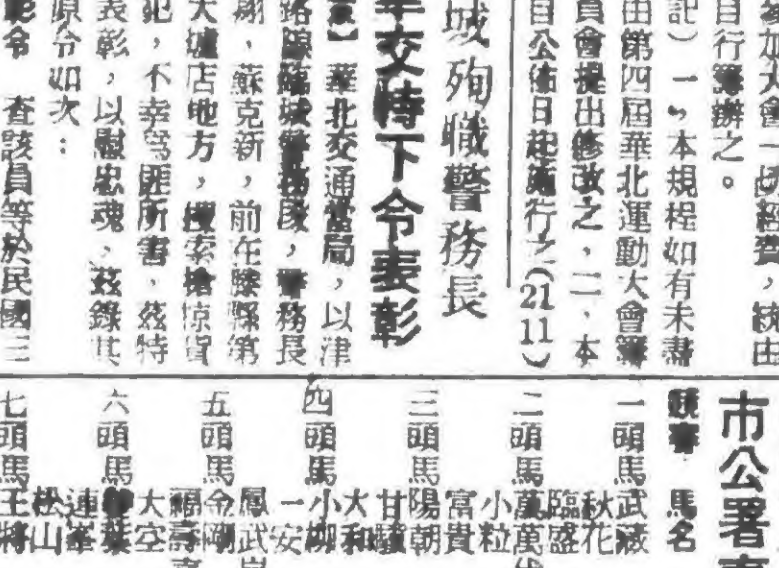 參加大會一切經費，統由
自行籌辦之。
記）一，本規程如有未盡
由第四屆華北運動大會籌
員會提出修改之，二，本
自公佈日起施行之（21 11）
城殉職警務長
華交特下令表彰
華北交通當局，以津
路線臨城警務段，警務長
翔，蘇克新，前在滕縣第
大壚店地方，搜索搶掠貨
犯，不幸爲匪所害，茲特
表彰，以慰忠魂，茲錄其
原令如次：
彰令 查該員等於民國三
市公署
競賽 馬名
一頭馬武藏
秋花
臨盛
二頭馬萬萬
小粒
富貴
三頭馬陽朝
甘驥
大和
四頭馬小柳
一安
鳳武
五頭馬金剛
福壽
大空
六頭馬
連峯
松山
七頭馬王將